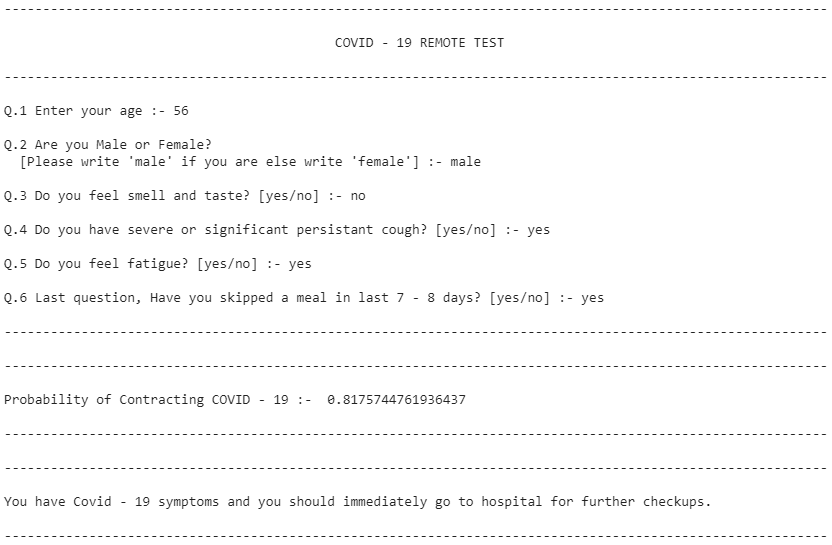 --------------------------------------------------------------------------------------------------------------
COVID - 19 REMOTE TEST
--------------------------------------------------------------------------------------------------------------
Q.1 Enter your age :- 56
Q.2 Are you Male or Female?
[Please write 'male' if you are else write 'female'] :- male
Q.3 Do you feel smell and taste? [yes/no] :- no
Q.4 Do you have severe or significant persistant cough? [yes/no] :- yes
Q.5 Do you feel fatigue? [yes/no] :- yes
Q.6 Last question, Have you skipped a meal in last 7 - 8 days? [yes/no] :- yes
--------------------------------------------------------------------------------------------------------------
--------------------------------------------------------------------------------------------------------------
Probability of Contracting COVID - 19 :-  0.8175744761936437
--------------------------------------------------------------------------------------------------------------
--------------------------------------------------------------------------------------------------------------
You have Covid - 19 symptoms and you should immediately go to hospital for further checkups.
--------------------------------------------------------------------------------------------------------------